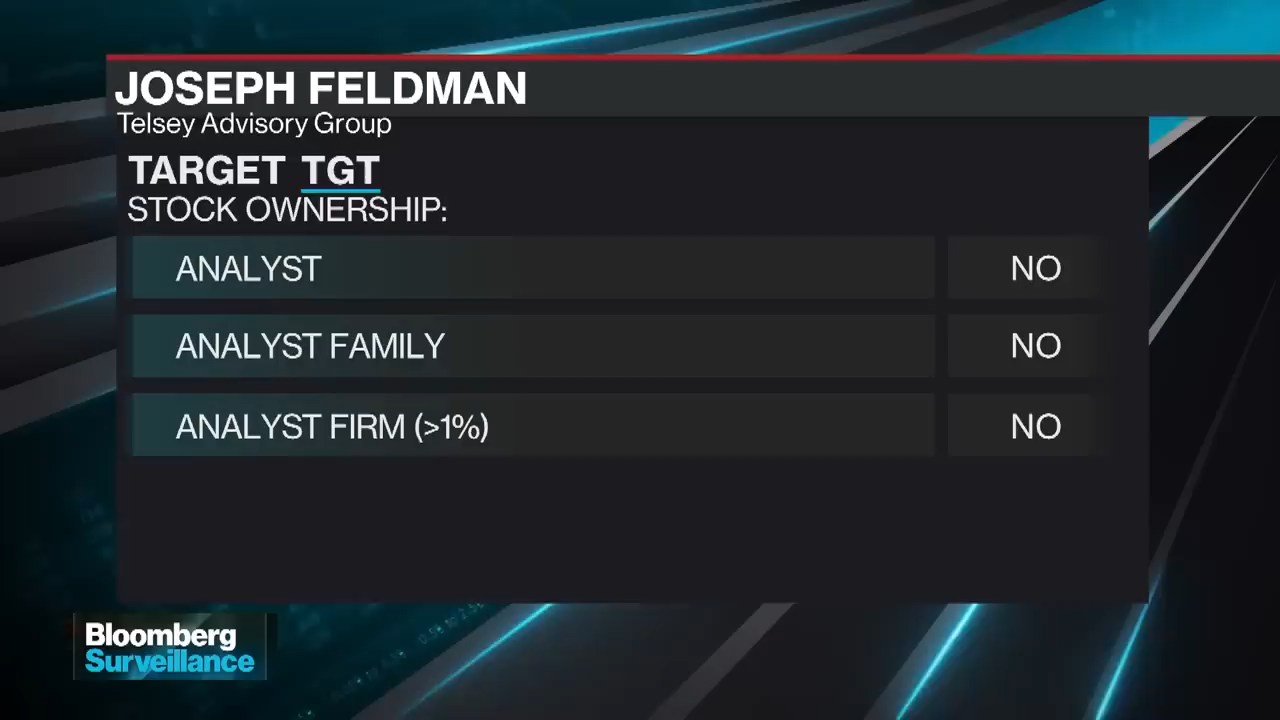 JOSEPH FELDMAN
Telsey Advisory Group
TARGET TGT
STOCK OWNERSHIP:
ANALYST NO
ANALYST FAMILY NO
ANALYST FIRM (>1%) NO
Bloomberg
Surveillance